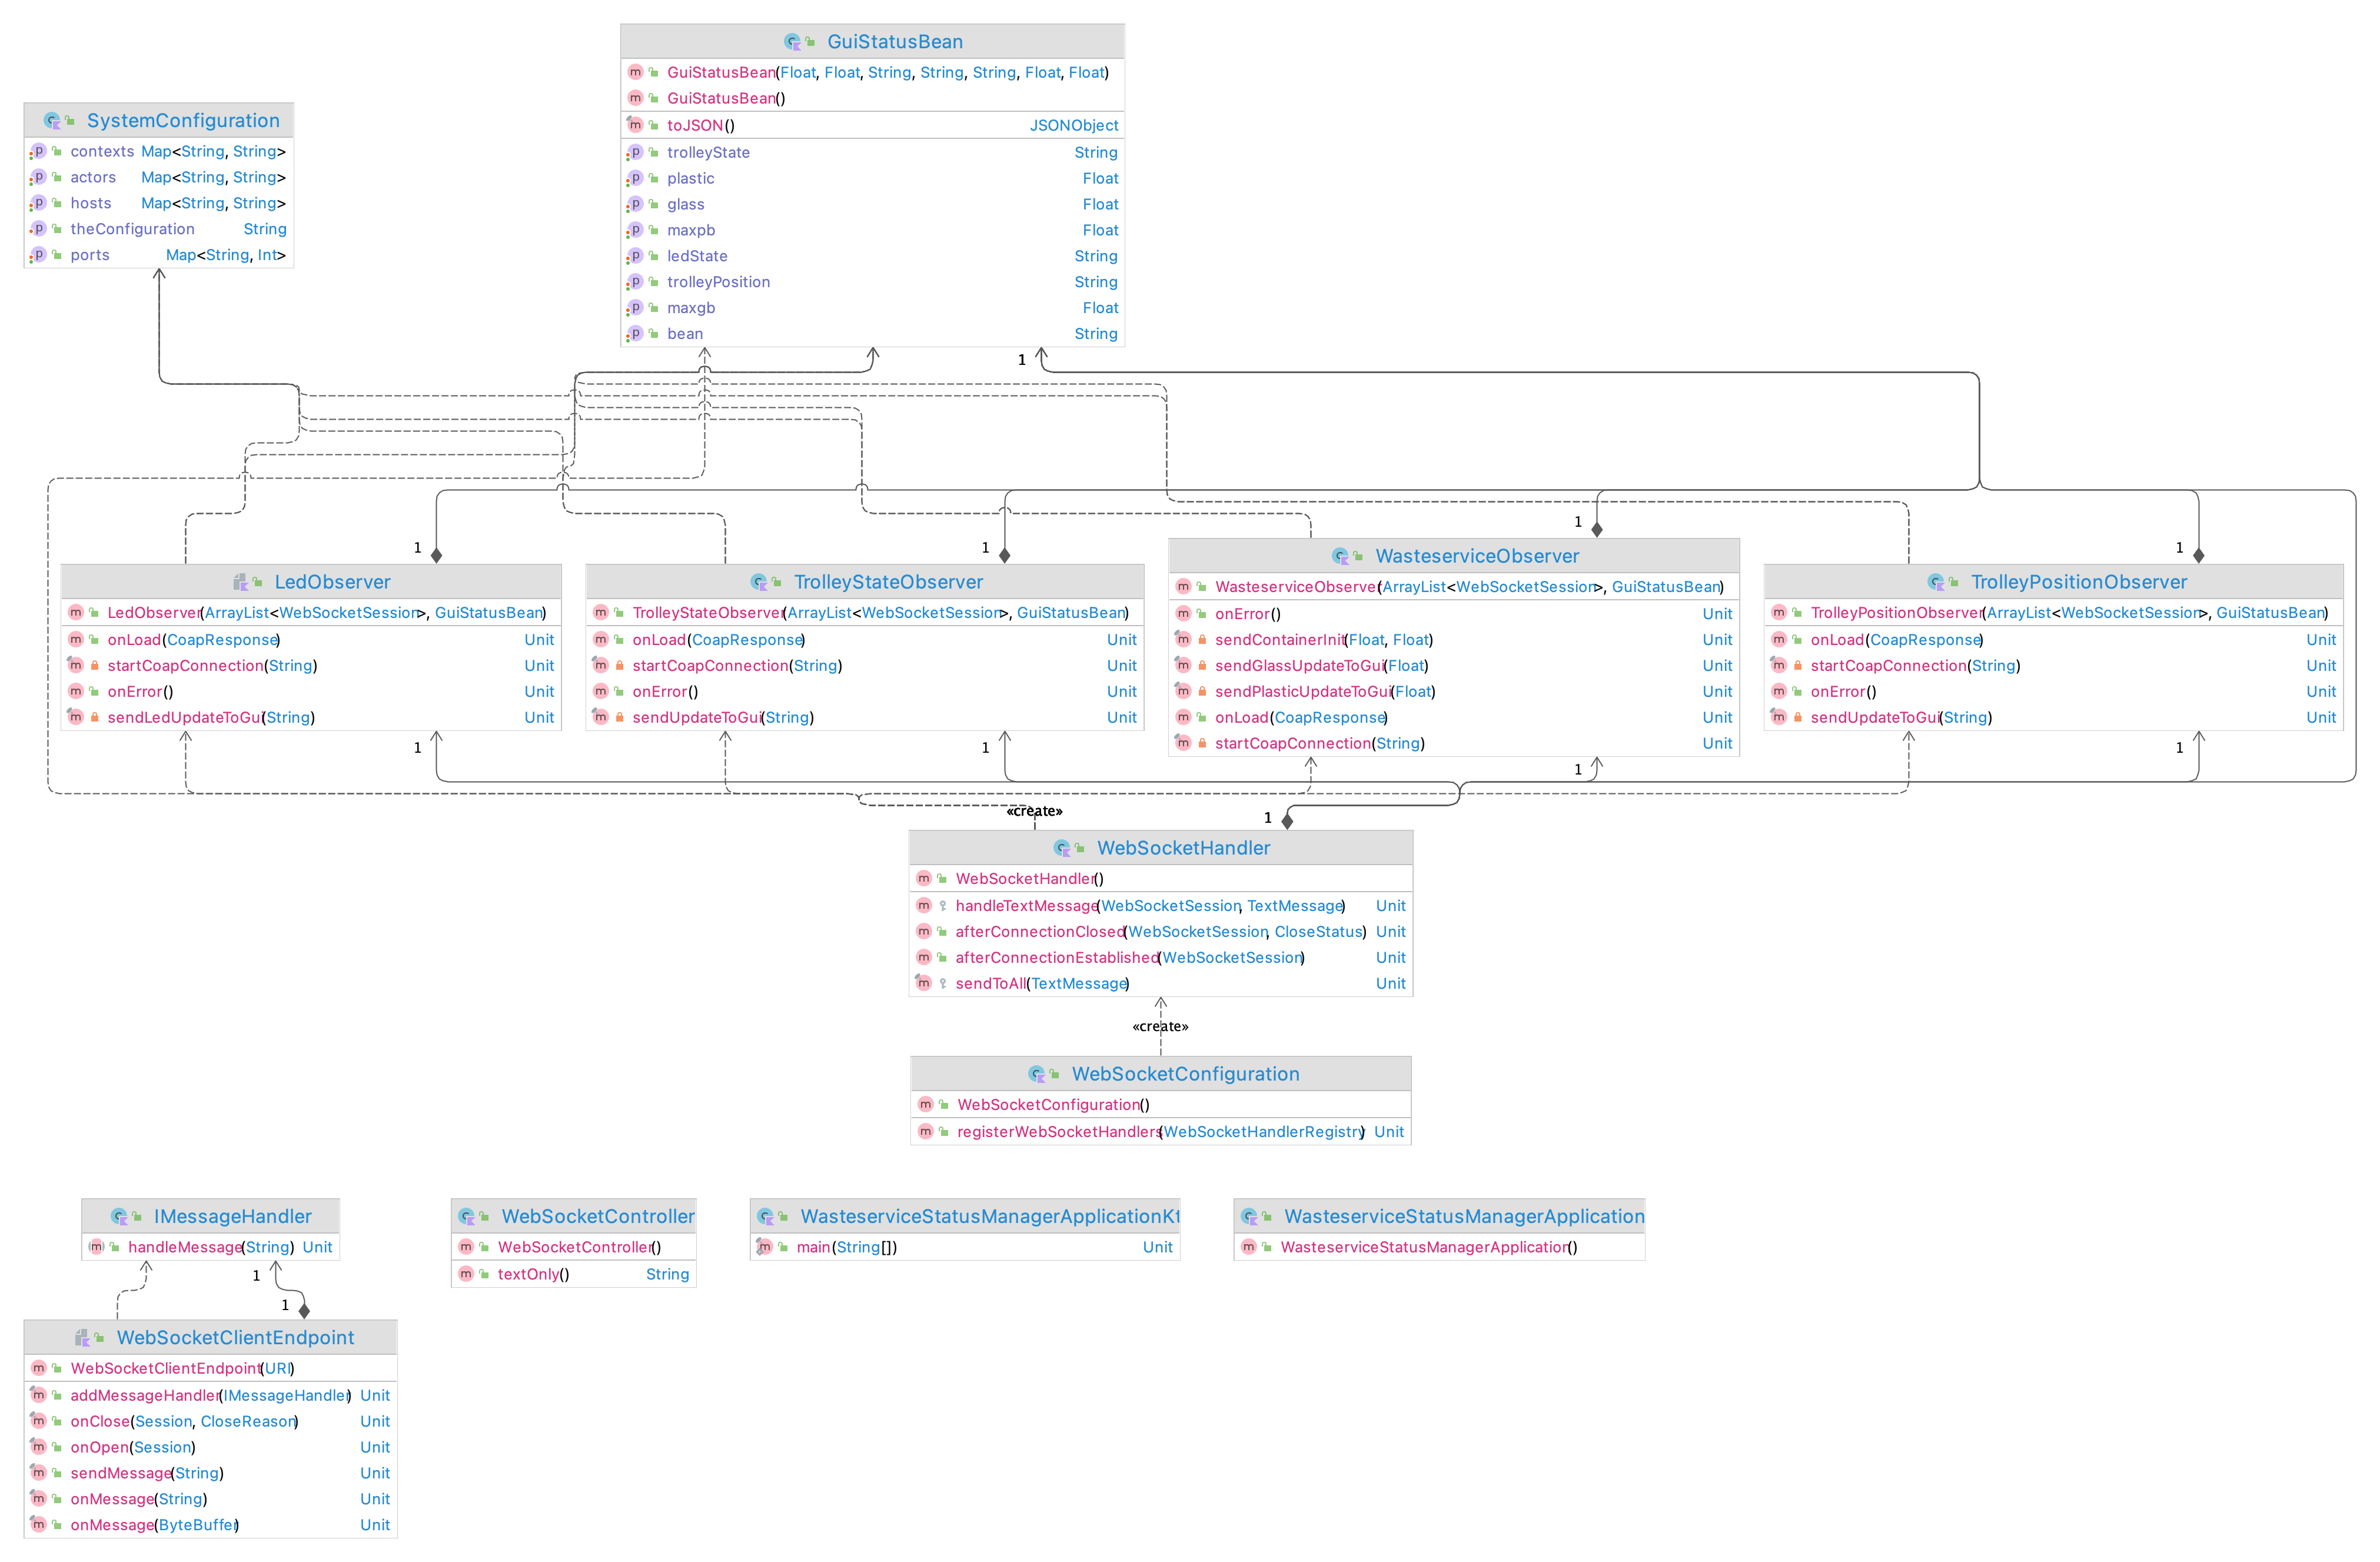 GuiStatusBean
GuiStatusBean(Float, Float, String, String, String, Float, Float)
GuiStatusBean()
toJSON() JSONObject
trolleyState String
plastic Float
glass Float
maxpb Float
ledState String
trolleyPosition String
maxgb Float
bean String
SystemConfiguration
contexts Map<String, String>
actors Map<String, String>
hosts Map<String, String>
theConfiguration String
ports Map<String, Int>
1
1
1
1
1
LedObserver
LedObserver(ArrayList<WebSocketSession>, GuiStatusBean)
onLoad(CoapResponse) Unit
startCoapConnection(String) Unit
onError() Unit
sendLedUpdateToGui(String) Unit
TrolleyStateObserver
TrolleyStateObserver(ArrayList<WebSocketSession>, GuiStatusBean)
onLoad(CoapResponse) Unit
startCoapConnection(String) Unit
onError() Unit
sendUpdateToGui(String) Unit
WasteserviceObserver
WasteserviceObserver(ArrayList<WebSocketSession>, GuiStatusBean)
onError() Unit
sendContainerInit(Float, Float) Unit
sendGlassUpdateToGui(Float) Unit
sendPlasticUpdateToGui(Float) Unit
onLoad(CoapResponse) Unit
startCoapConnection(String) Unit
TrolleyPositionObserver
TrolleyPositionObserver(ArrayList<WebSocketSession>, GuiStatusBean)
onLoad(CoapResponse) Unit
startCoapConnection(String) Unit
onError() Unit
sendUpdateToGui(String) Unit
1
1
1
1
«create»
1
WebSocketHandler
WebSocketHandler()
handleTextMessage(WebSocketSession, TextMessage) Unit
afterConnectionClosed(WebSocketSession, CloseStatus) Unit
afterConnectionEstablished(WebSocketSession) Unit
sendToAll(TextMessage) Unit
«create»
WebSocketConfiguration
WebSocketConfiguration()
registerWebSocketHandlers(WebSocketHandlerRegistry) Unit
IMessageHandler
handleMessage(String) Unit
WebSocketController
WebSocketController()
textOnly() String
WasteserviceStatusManagerApplicationKt
main(String[]) Unit
WasteserviceStatusManagerApplication
WasteserviceStatusManagerApplication()
1
1
WebSocketClientEndpoint
WebSocketClientEndpoint(URI)
addMessageHandler(IMessageHandler) Unit
onClose(Session, CloseReason) Unit
onOpen(Session) Unit
sendMessage(String) Unit
onMessage(String) Unit
onMessage(ByteBuffer) Unit